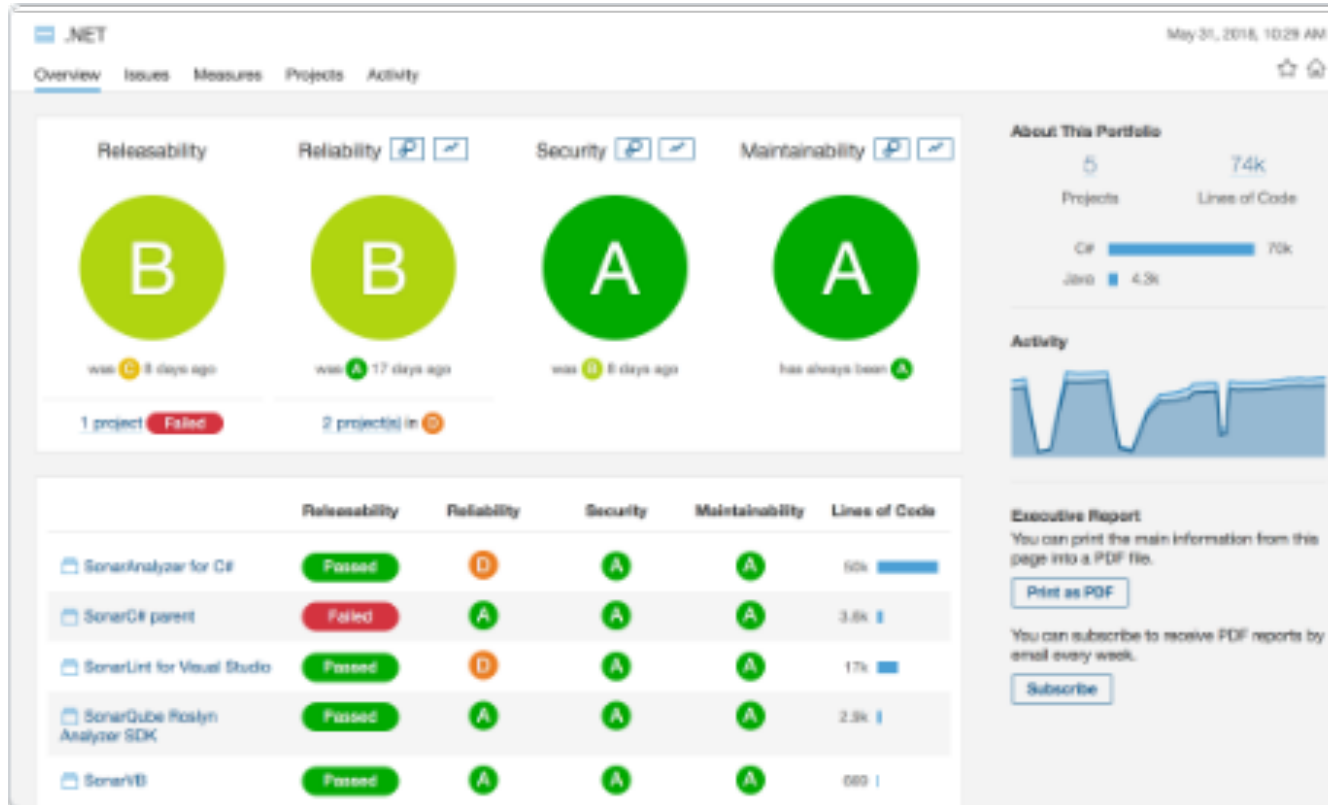 .NET
May 31, 2018, 10:29 AM
Overview Issues Measures Projects Activity
Releasability
B
was C 8 days ago
1 project Failed
Reliability
B
was A 17 days ago
2 project(s) in D
Security
A
was B 8 days ago
Maintainability
A
has always been A
About This Portfolio
5
Projects
74k
Lines of Code
C# 70k
Java 4.3k
Activity
Executive Report
You can print the main information from this
page into a PDF file.
Print as PDF
You can subscribe to receive PDF reports by
email every week.
Subscribe
Releasability Reliability Security Maintainability Lines of Code
SonarAnalyzer for C# Passed D A A 50k
SonarC# parent Failed A A A 3.6k
SonarLint for Visual Studio Passed D A A 17k
SonarQube Roslyn
Analyzer SDK Passed A A A 2.9k
SonarVB Passed A A A